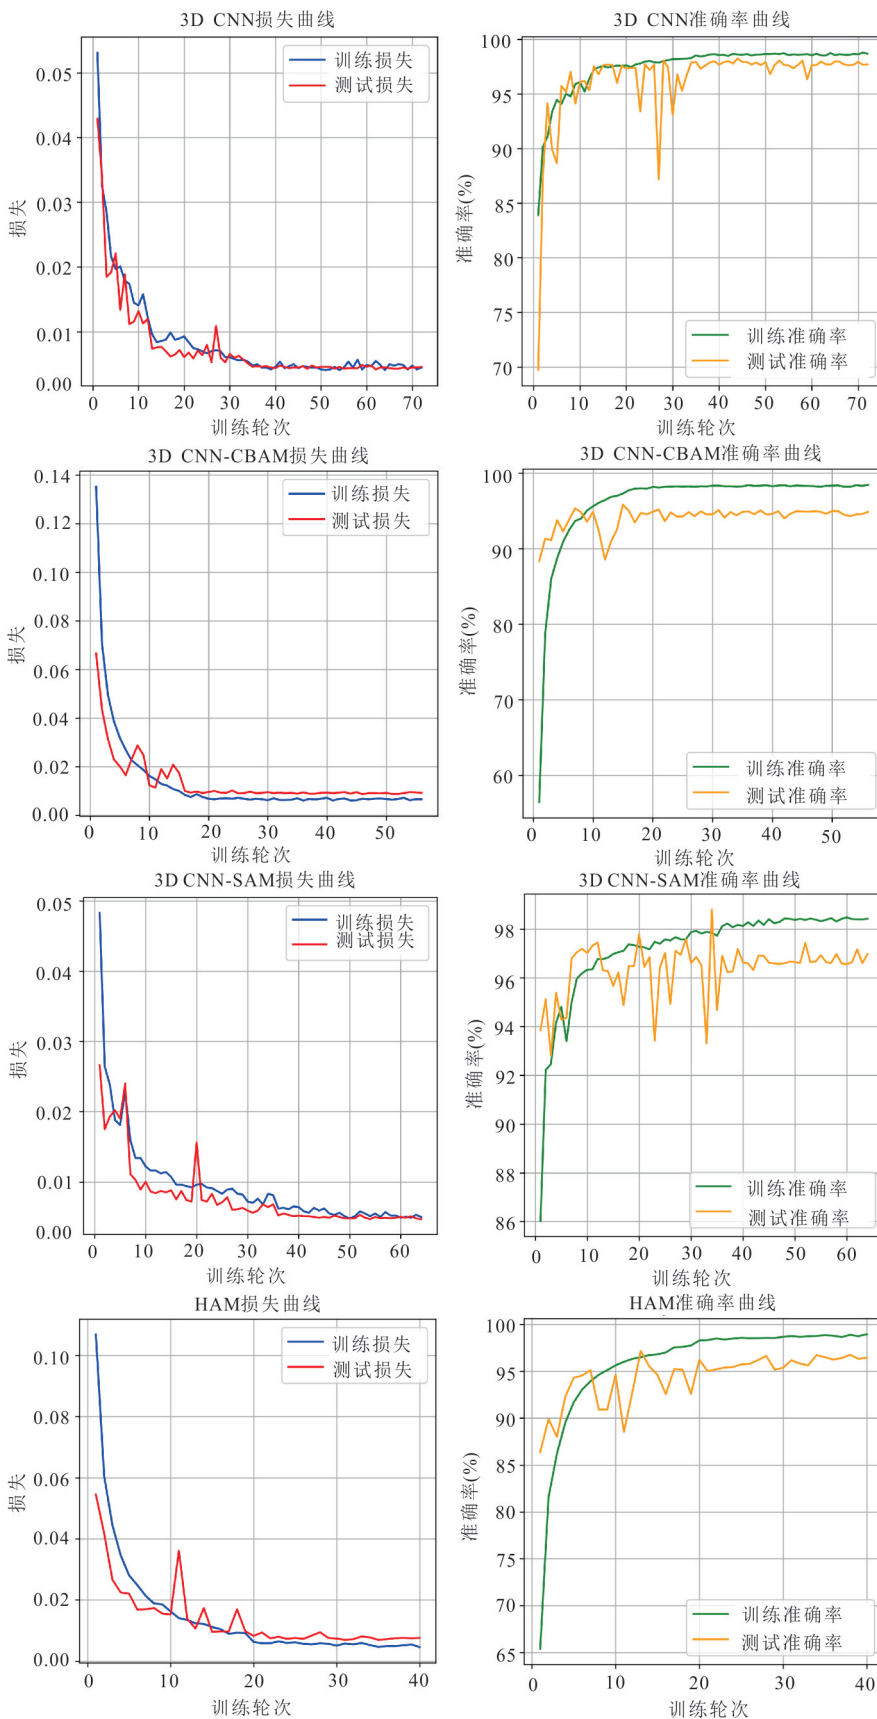 3D CNN损失曲线
0.05
0.04
0.03
0.02
0.01
0.00
损失
训练损失
测试损失
0 10 20 30 40 50 60 70
训练轮次
3D CNN准确率曲线
100
95
90
85
80
75
70
准确率(%)
训练准确率
测试准确率
0 10 20 30 40 50 60 70
训练轮次
3D CNN-CBAM损失曲线
0.14
0.12
0.10
0.08
0.06
0.04
0.02
0.00
损失
训练损失
测试损失
0 10 20 30 40 50
训练轮次
3D CNN-CBAM准确率曲线
100
90
80
70
60
准确率(%)
训练准确率
测试准确率
0 10 20 30 40 50
训练轮次
3D CNN-SAM损失曲线
0.05
0.04
0.03
0.02
0.01
0.00
损失
训练损失
测试损失
0 10 20 30 40 50 60
训练轮次
3D CNN-SAM准确率曲线
98
96
94
92
90
88
86
准确率(%)
训练准确率
测试准确率
0 10 20 30 40 50 60
训练轮次
HAM损失曲线
0.10
0.08
0.06
0.04
0.02
0.00
损失
训练损失
测试损失
0 10 20 30 40
训练轮次
HAM准确率曲线
100
95
90
85
80
75
70
65
准确率(%)
训练准确率
测试准确率
0 10 20 30 40
训练轮次